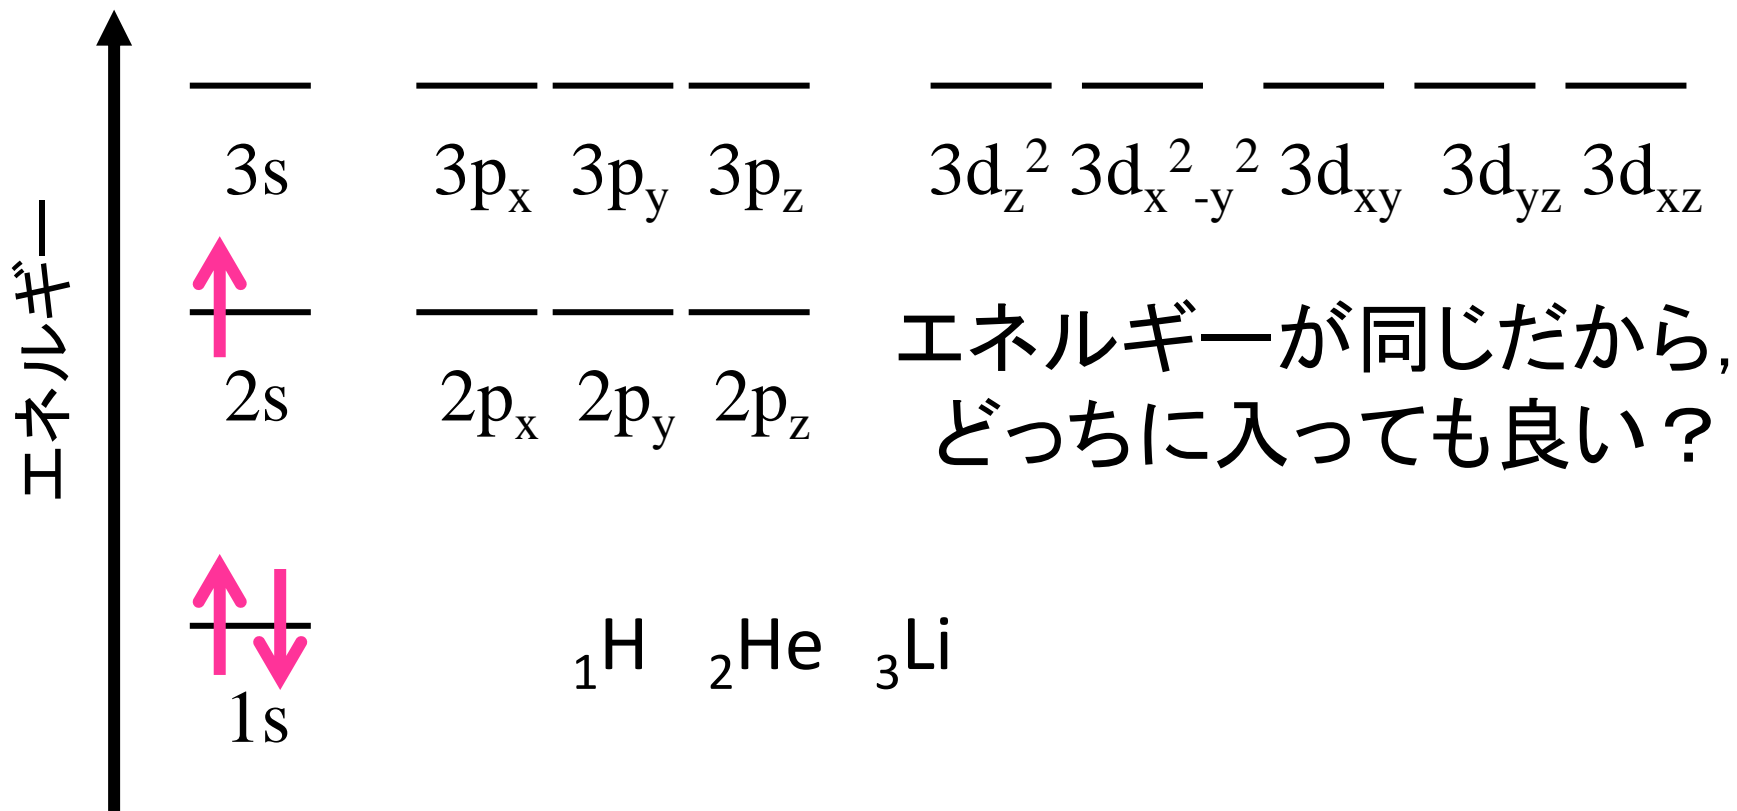 エネルギー
3s 3px 3py 3pz 3dz² 3dx²-y² 3dxy 3dyz 3dxz
2s 2px 2py 2pz
エネルギーが同じだから,
どっちに入っても良い？
1s
₁H ₂He ₃Li